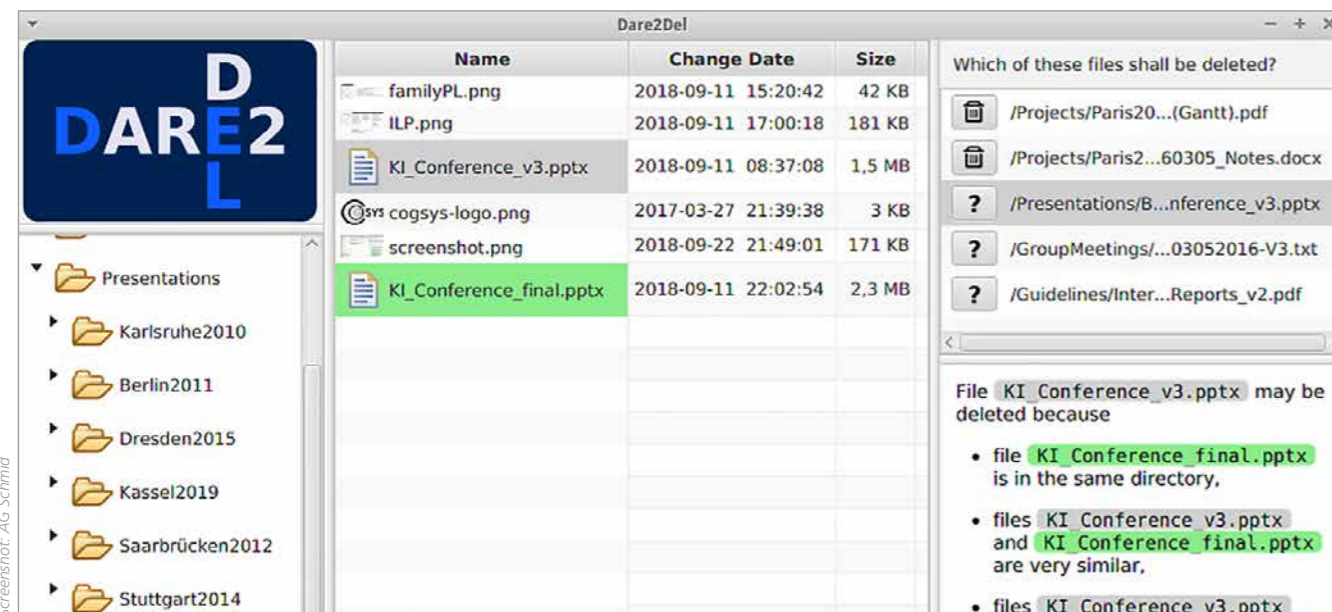 Dare2Del
DARE2
DEL
Presentations
Karlsruhe2010
Berlin2011
Dresden2015
Kassel2019
Saarbrücken2012
Stuttgart2014
Name Change Date Size
familyPL.png 2018-09-11 15:20:42 42 KB
ILP.png 2018-09-11 17:00:18 181 KB
KI_Conference_v3.pptx 2018-09-11 08:37:08 1,5 MB
sys cogsys-logo.png 2017-03-27 21:39:38 3 KB
screenshot.png 2018-09-22 21:49:01 171 KB
KI_Conference_final.pptx 2018-09-11 22:02:54 2,3 MB
Which of these files shall be deleted?
/Projects/Paris20...(Gantt).pdf
/Projects/Paris2...60305_Notes.docx
? /Presentations/B...nference_v3.pptx
? /GroupMeetings/...03052016-V3.txt
? /Guidelines/Inter...Reports_v2.pdf
File KI_Conference_v3.pptx may be
deleted because
• file KI_Conference_final.pptx
is in the same directory,
• files KI_Conference_v3.pptx
and KI_Conference_final.pptx
are very similar,
• files KI_Conference_v3.pptx
Screenshot: AG Schmid